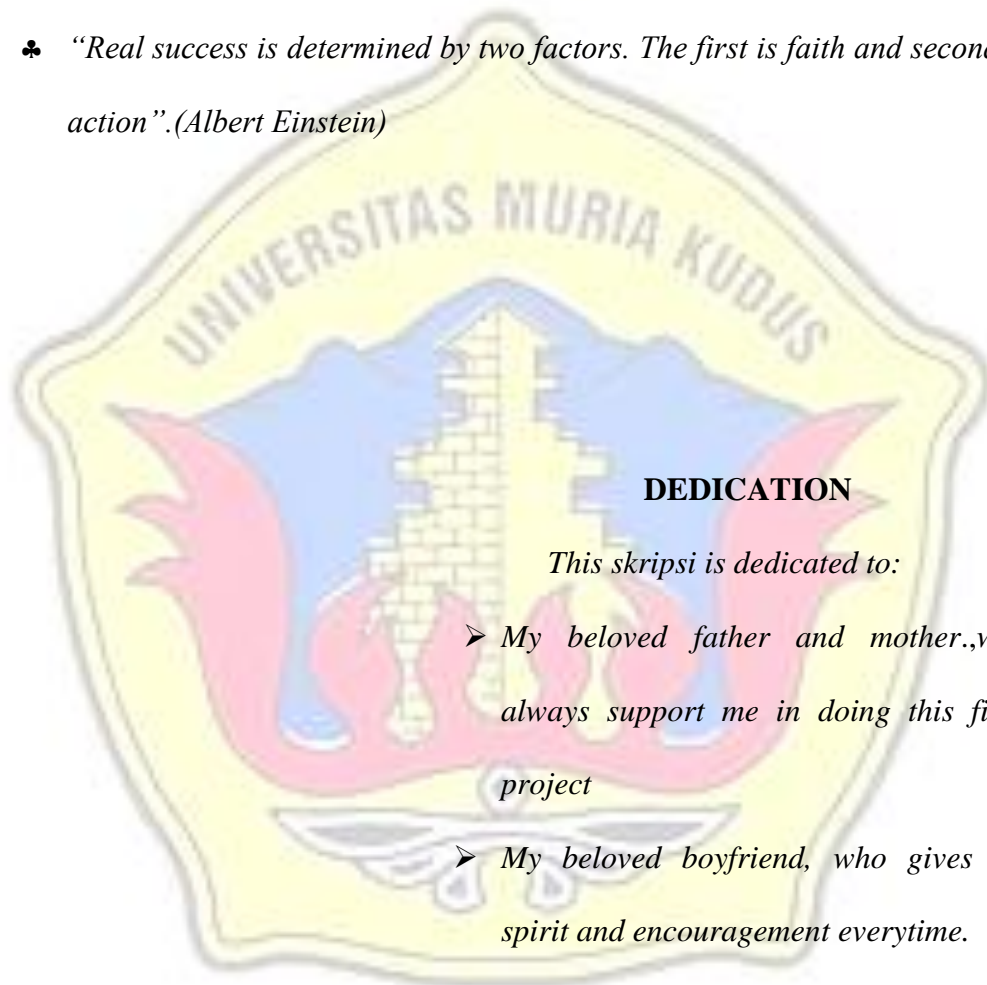 ♣ “Real success is determined by two factors. The first is faith and second
action”.(Albert Einstein)
UNIVERSITAS MURIA KUDUS
DEDICATION
This skripsi is dedicated to:
➢ My beloved father and mother.,
always support me in doing this
project
➢ My beloved boyfriend, who gives
spirit and encouragement everytime.